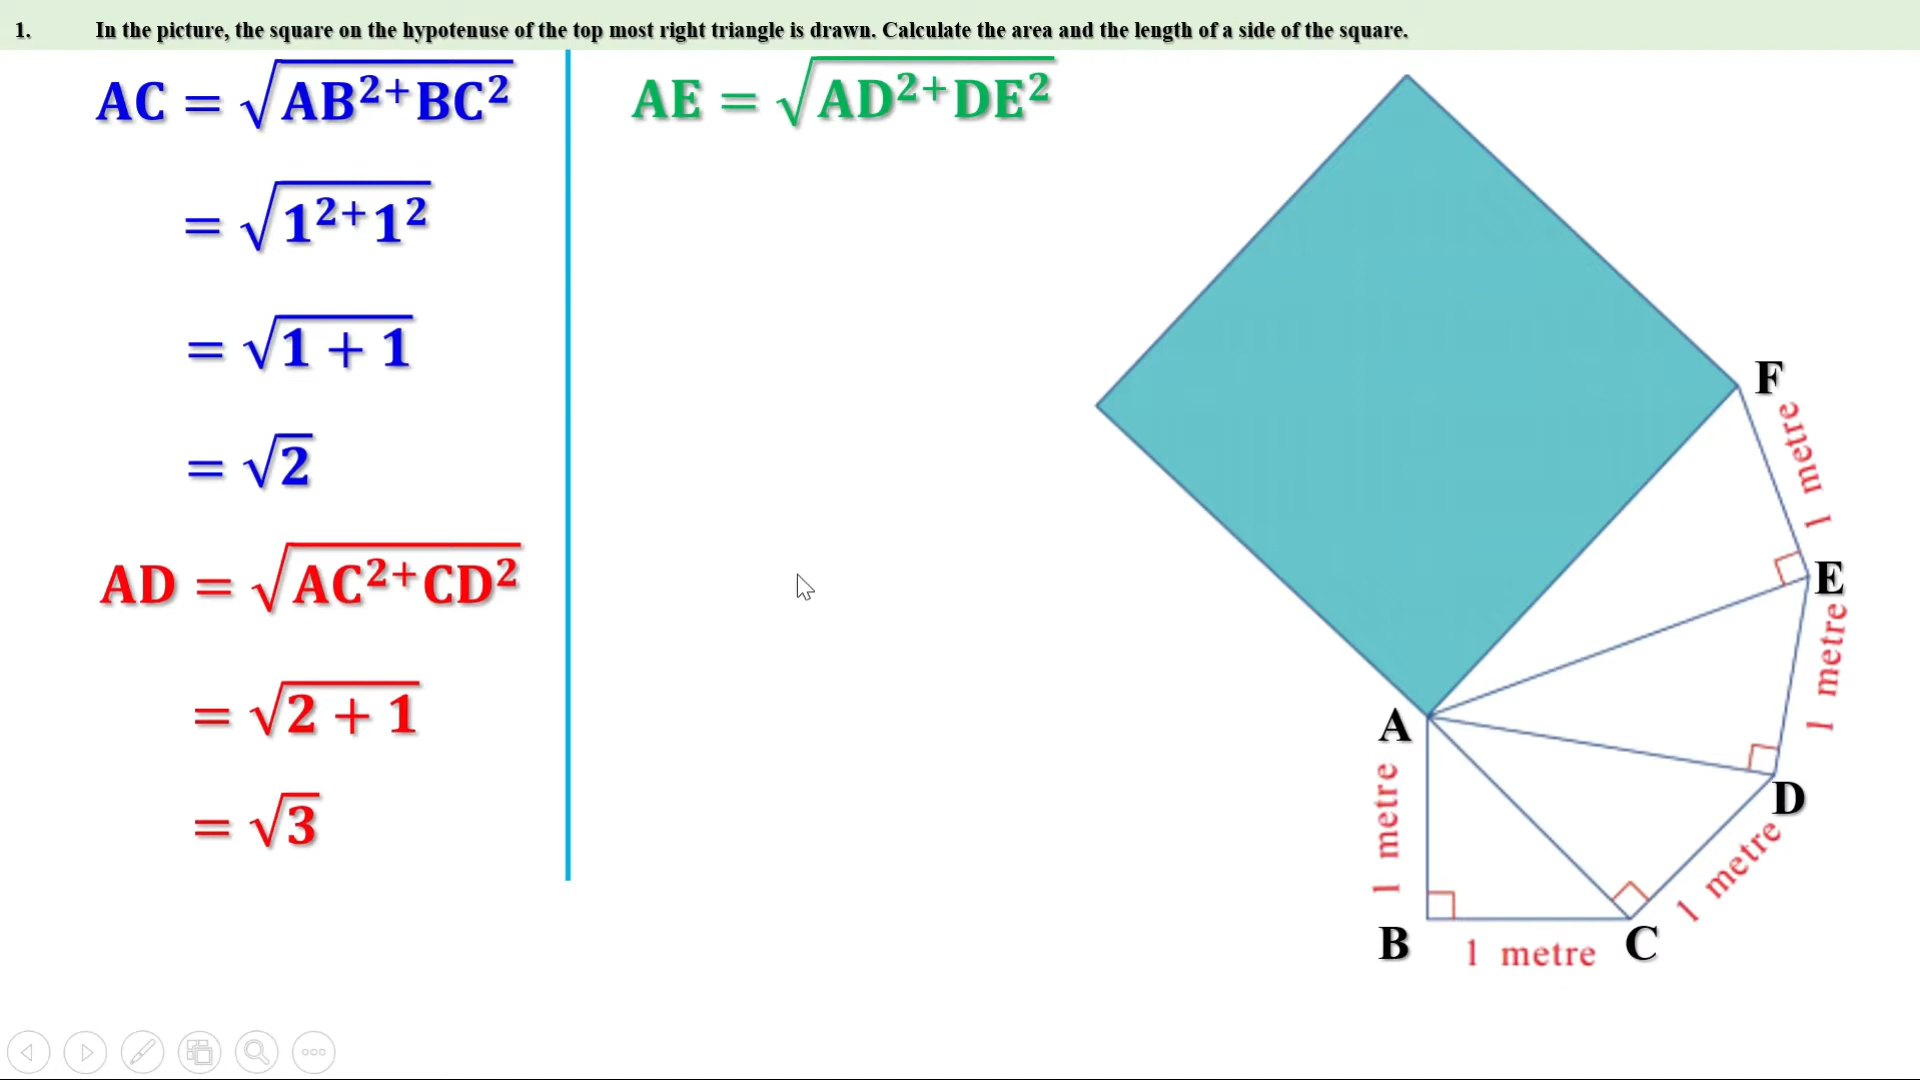 1. In the picture, the square on the hypotenuse of the top most right triangle is drawn. Calculate the area and the length of a side of the square.
AC = √AB²⁺BC²
= √1²⁺1²
= √1 + 1
= √2
AD = √AC²⁺CD²
= √2 + 1
= √3
AE = √AD²⁺DE²
F
1 metre
E
1 metre
D
1 metre
A
1 metre
B
1 metre
C